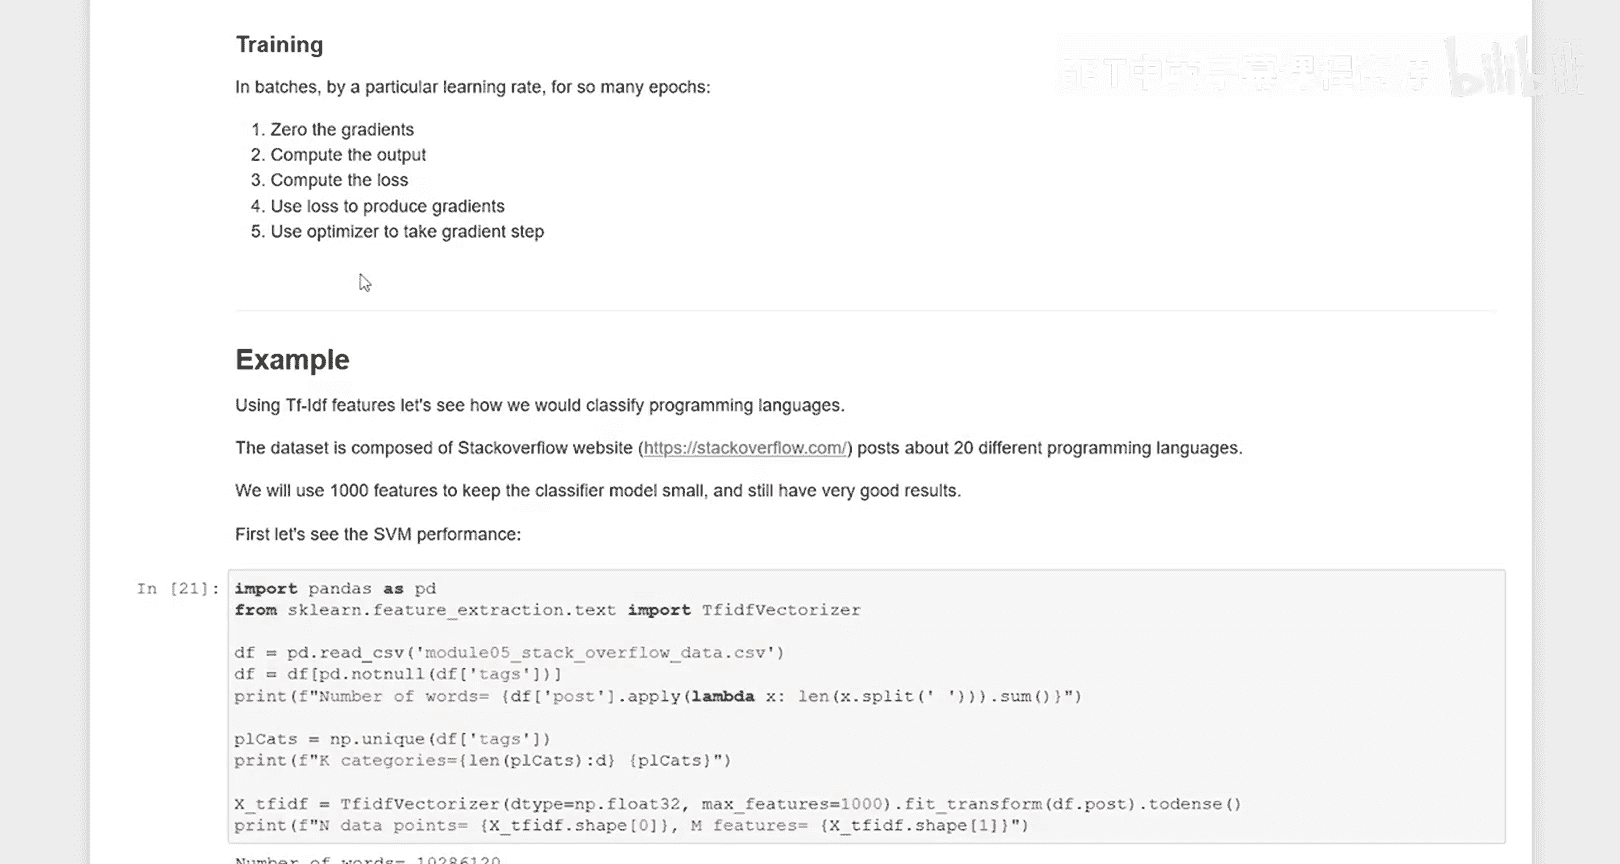 Training
In batches, by a particular learning rate, for so many epochs:
1. Zero the gradients
2. Compute the output
3. Compute the loss
4. Use loss to produce gradients
5. Use optimizer to take gradient step
Example
Using Tf-Idf features let's see how we would classify programming languages.
The dataset is composed of Stackoverflow website (https://stackoverflow.com/) posts about 20 different programming languages.
We will use 1000 features to keep the classifier model small, and still have very good results.
First let's see the SVM performance:
In [21]:
import pandas as pd
from sklearn.feature_extraction.text import TfidfVectorizer
df = pd.read_csv('module05_stack_overflow_data.csv')
df = df[pd.notnull(df['tags'])]
print(f"Number of words= {df['post'].apply(lambda x: len(x.split(' '))).sum()}")
plCats = np.unique(df['tags'])
print(f"K categories={len(plCats):d} {plCats}")
X_tfidf = TfidfVectorizer(dtype=np.float32, max_features=1000).fit_transform(df.post).todense()
print(f"N data points= {X_tfidf.shape[0]}, M features= {X_tfidf.shape[1]}")
Number of words= 10286120